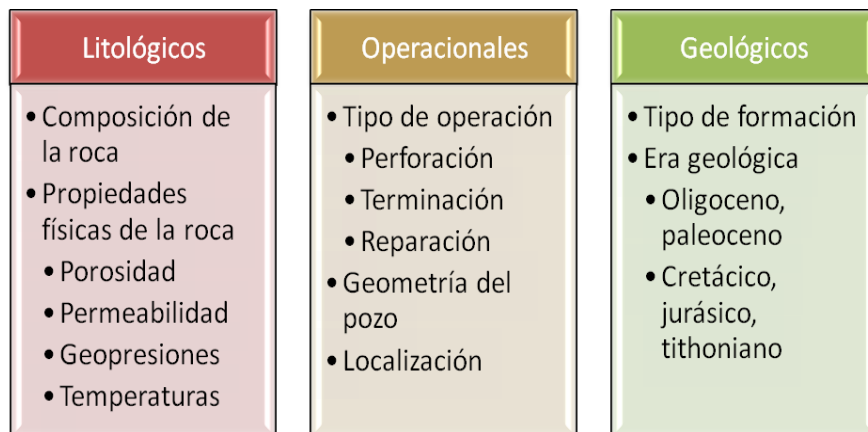 Litológicos
• Composición de
la roca
• Propiedades
físicas de la roca
• Porosidad
• Permeabilidad
• Geopresiones
• Temperaturas
Operacionales
• Tipo de operación
• Perforación
• Terminación
• Reparación
• Geometría del
pozo
• Localización
Geológicos
• Tipo de formación
• Era geológica
• Oligoceno,
paleoceno
• Cretácico,
jurásico,
tithoniano